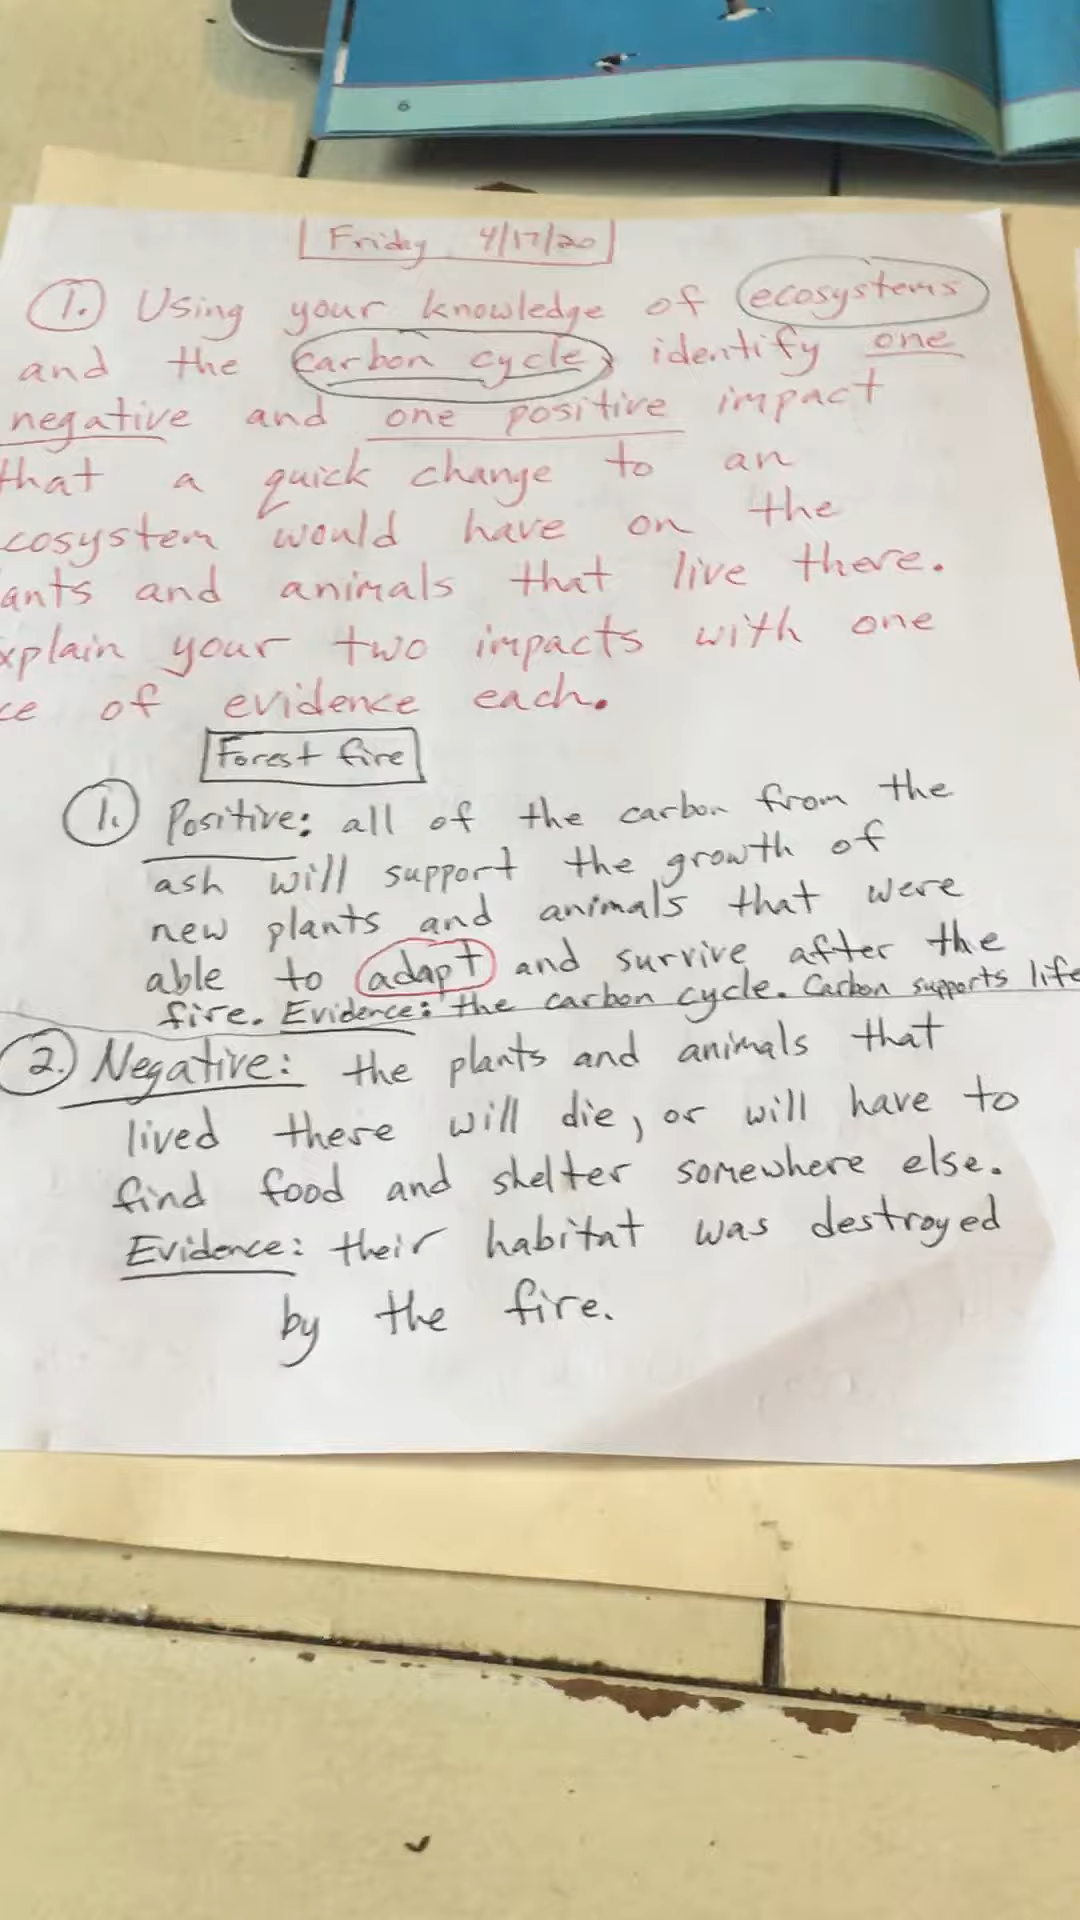 6
Friday 4/17/20
1. Using your knowledge of ecosystems
and the carbon cycle, identify one
negative and one positive impact
that a quick change to an
cosystem would have on the
ants and animals that live there.
xplain your two impacts with one
ce of evidence each.
Forest fire
1. Positive: all of the carbon from the
ash will support the growth of
new plants and animals that were
able to adapt and survive after the
fire. Evidence: the carbon cycle. Carbon supports life
2. Negative: the plants and animals that
lived there will die, or will have to
find food and shelter somewhere else.
Evidence: their habitat was destroyed
by the fire.